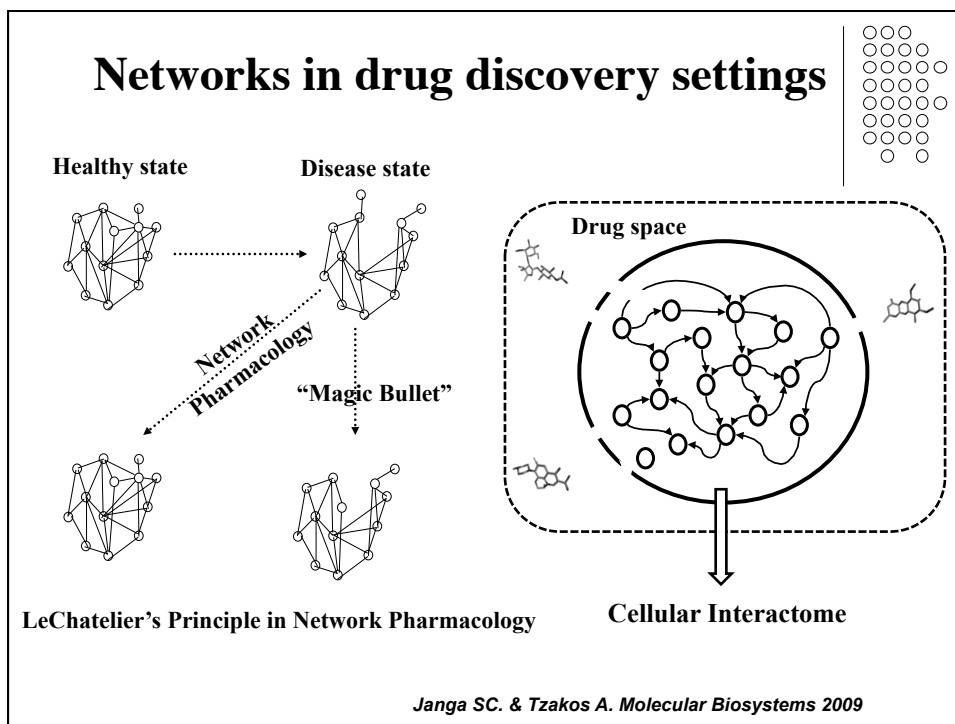 Networks in drug discovery settings
Healthy state
Disease state
Network
Pharmacology
“Magic Bullet”
LeChatelier’s Principle in Network Pharmacology
Drug space
Cellular Interactome
Janga SC. & Tzakos A. Molecular Biosystems 2009